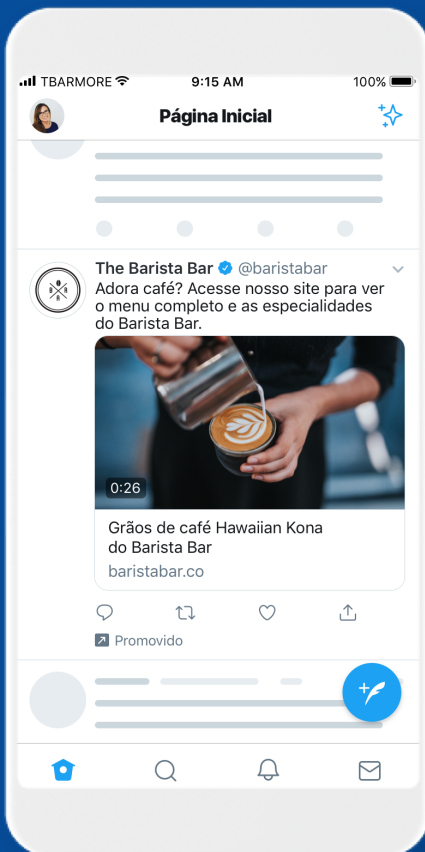 TBARMORE 9:15 AM 100%
Página Inicial
The Barista Bar @baristabar
Adora café? Acesse nosso site para ver
o menu completo e as especialidades
do Barista Bar.
B A R A
0:26
Grãos de café Hawaiian Kona
do Barista Bar
baristabar.co
Promovido